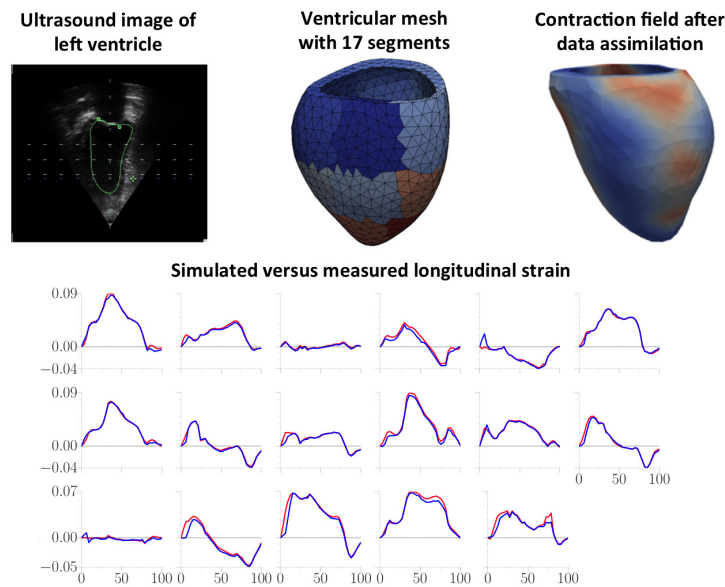 Ultrasound image of
left ventricle
Ventricular mesh
with 17 segments
Contraction field after
data assimilation
Simulated versus measured longitudinal strain
0.09
0.00
−0.04
0.09
0.00
−0.04
0 50 100
0.07
0.00
−0.05
0 50 100 0 50 100 0 50 100 0 50 100 0 50 100